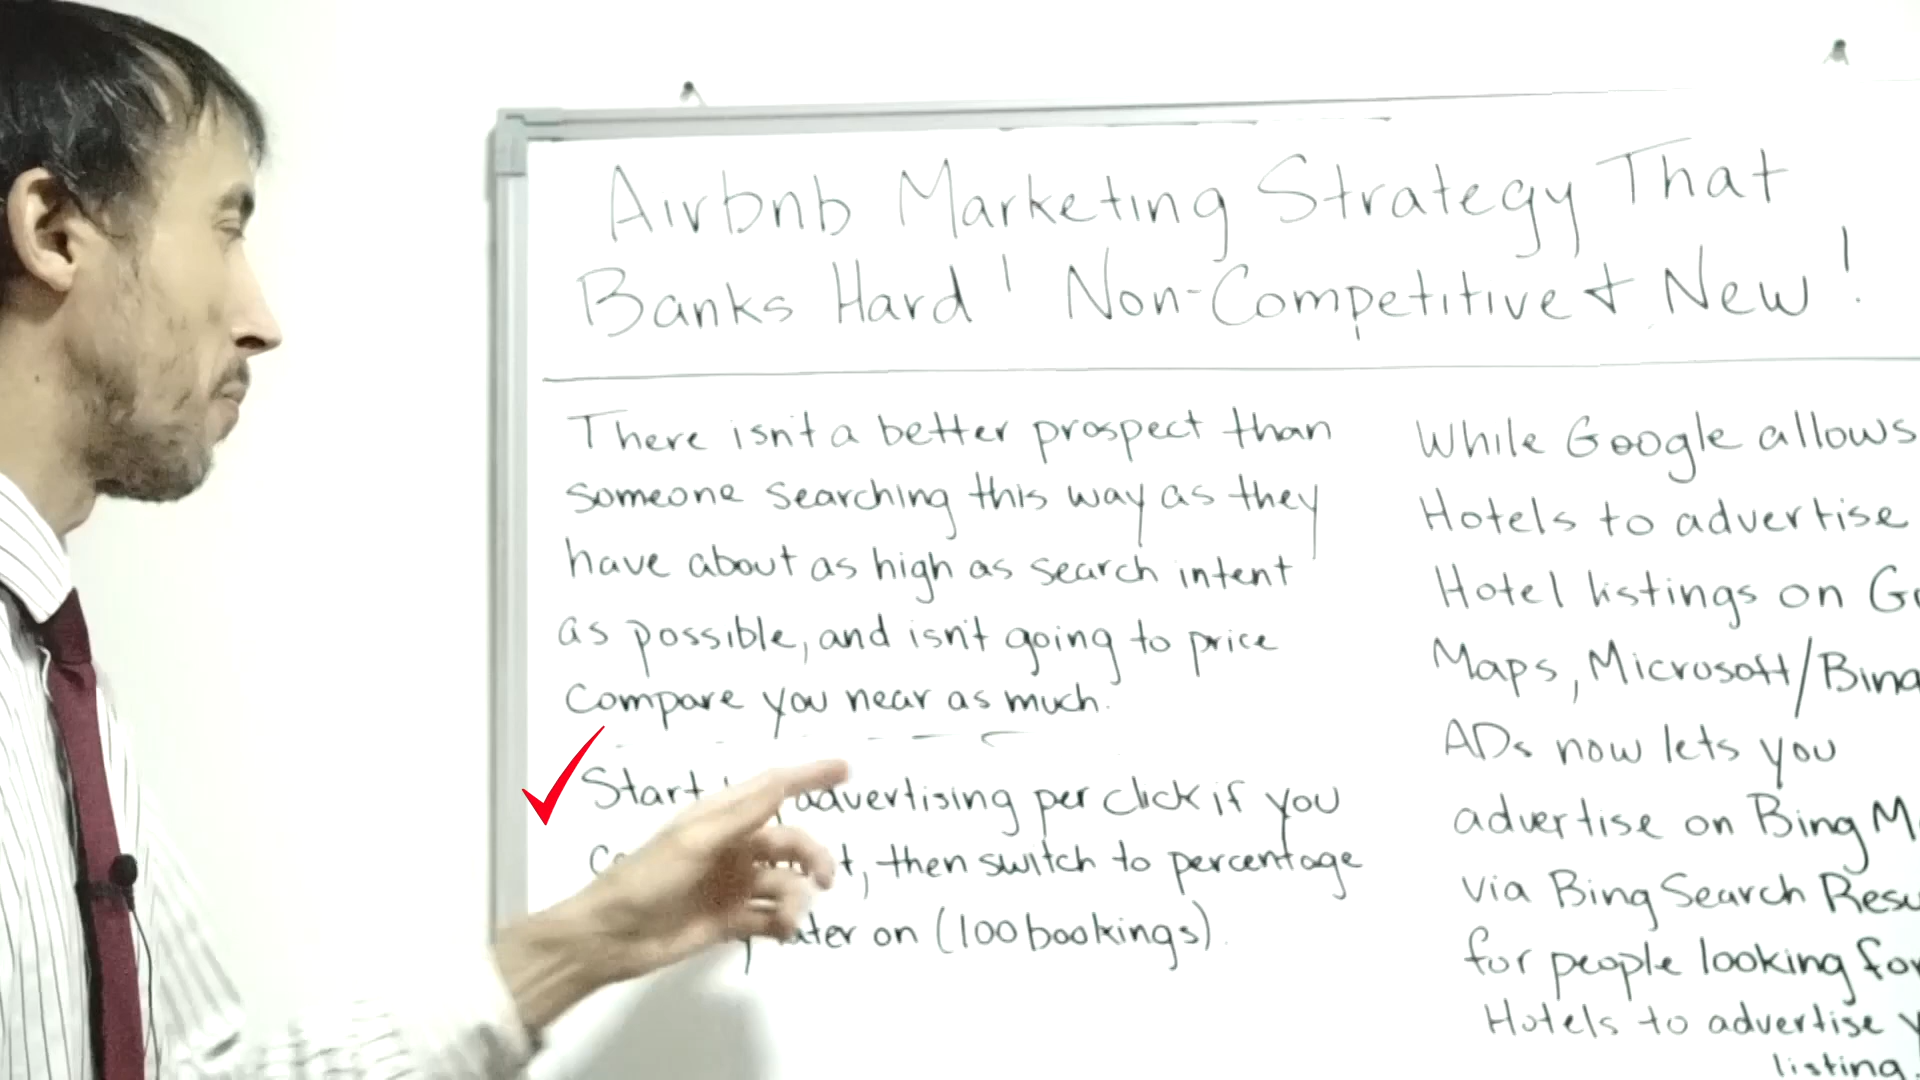 Airbnb Marketing Strategy That
Banks Hard! Non-Competitive & New!
There isn't a better prospect than
someone searching this way as they
have about as high as search intent
as possible, and isn't going to price
compare you near as much.
Start advertising per click if you
then switch to percentage
later on (100 bookings).
While Google allows
Hotels to advertise
Hotel listings on
Maps, Microsoft/Bing
ADs now lets you
advertise on Bing
via Bing Search
for people looking for
Hotels to advertise
listing.